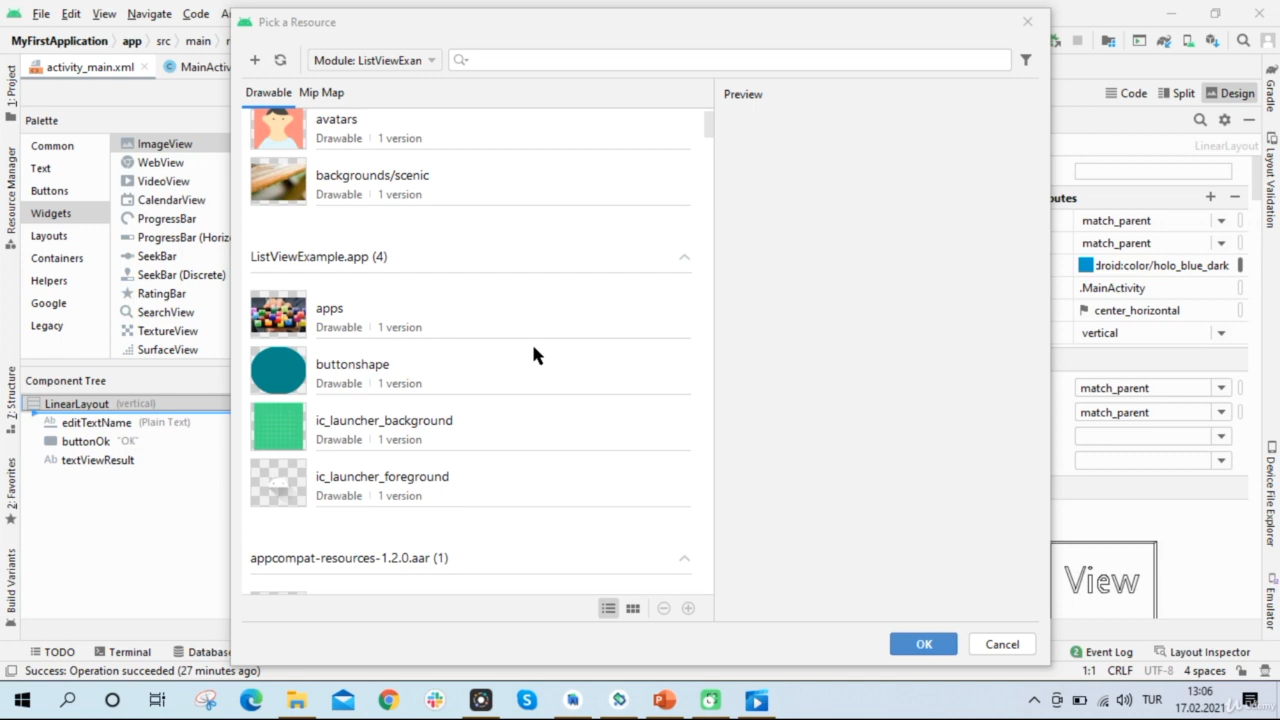 File Edit View Navigate Code
Pick a Resource
MyFirstApplication app src main
Module: ListViewExan
activity_main.xml
MainActiv
Drawable Mip Map
Preview
Code Split Design
Palette
Common
Text
Buttons
Widgets
Layouts
Containers
Helpers
Google
Legacy
ImageView
WebView
VideoView
CalendarView
ProgressBar
ProgressBar (Horiz
SeekBar
SeekBar (Discrete)
RatingBar
SearchView
TextureView
SurfaceView
avatars
Drawable 1 version
backgrounds/scenic
Drawable 1 version
ListViewExample.app (4)
apps
Drawable 1 version
buttonshape
Drawable 1 version
ic_launcher_background
Drawable 1 version
ic_launcher_foreground
Drawable 1 version
appcompat-resources-1.2.0.aar (1)
OK
Cancel
LinearLayout
utes
match_parent
match_parent
droid:color/holo_blue_dark
.MainActivity
center_horizontal
vertical
match_parent
match_parent
View
Component Tree
LinearLayout (vertical)
Ab editTextName (Plain Text)
buttonOk "OK"
Ab textViewResult
1: Project
Resource Manager
Z: Structure
2: Favorites
Build Variants
Gradle
Layout Validation
Device File Explorer
Emulator
TODO Terminal Databas
2 Event Log Layout Inspector
Success: Operation succeeded (27 minutes ago)
1:1 CRLF UTF-8 4 spaces
TUR
13:06
17.02.2021
Udemy